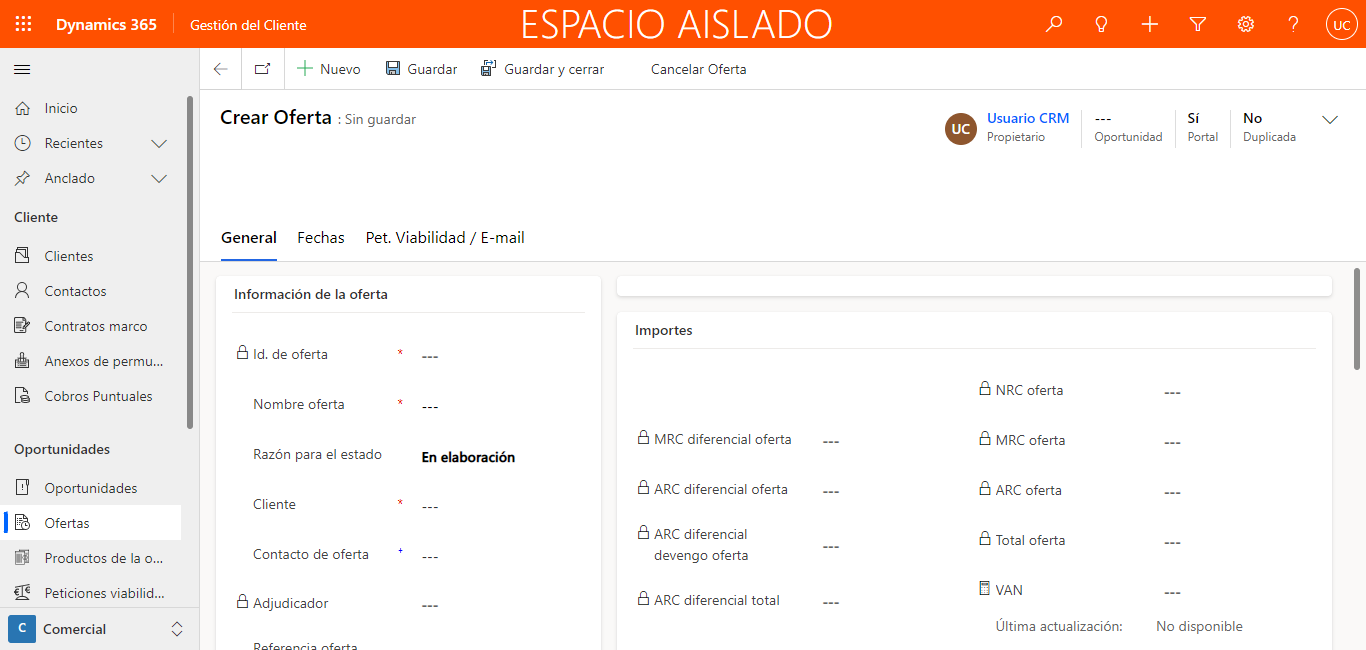 Dynamics 365
Gestión del Cliente
ESPACIO AISLADO
UC
Nuevo
Guardar
Guardar y cerrar
Cancelar Oferta
Inicio
Recientes
Anclado
Cliente
Clientes
Contactos
Contratos marco
Anexos de permu...
Cobros Puntuales
Oportunidades
Oportunidades
Ofertas
Productos de la o...
Peticiones viabilid...
C Comercial
Crear Oferta : Sin guardar
UC
Usuario CRM
Propietario
---
Oportunidad
Sí
Portal
No
Duplicada
General
Fechas
Pet. Viabilidad / E-mail
Información de la oferta
Id. de oferta * ---
Nombre oferta * ---
Razón para el estado En elaboración
Cliente * ---
Contacto de oferta + ---
Adjudicador ---
Referencia oferta
Importes
MRC diferencial oferta ---
ARC diferencial oferta ---
ARC diferencial
devengo oferta ---
ARC diferencial total ---
NRC oferta ---
MRC oferta ---
ARC oferta ---
Total oferta ---
VAN ---
Última actualización: No disponible